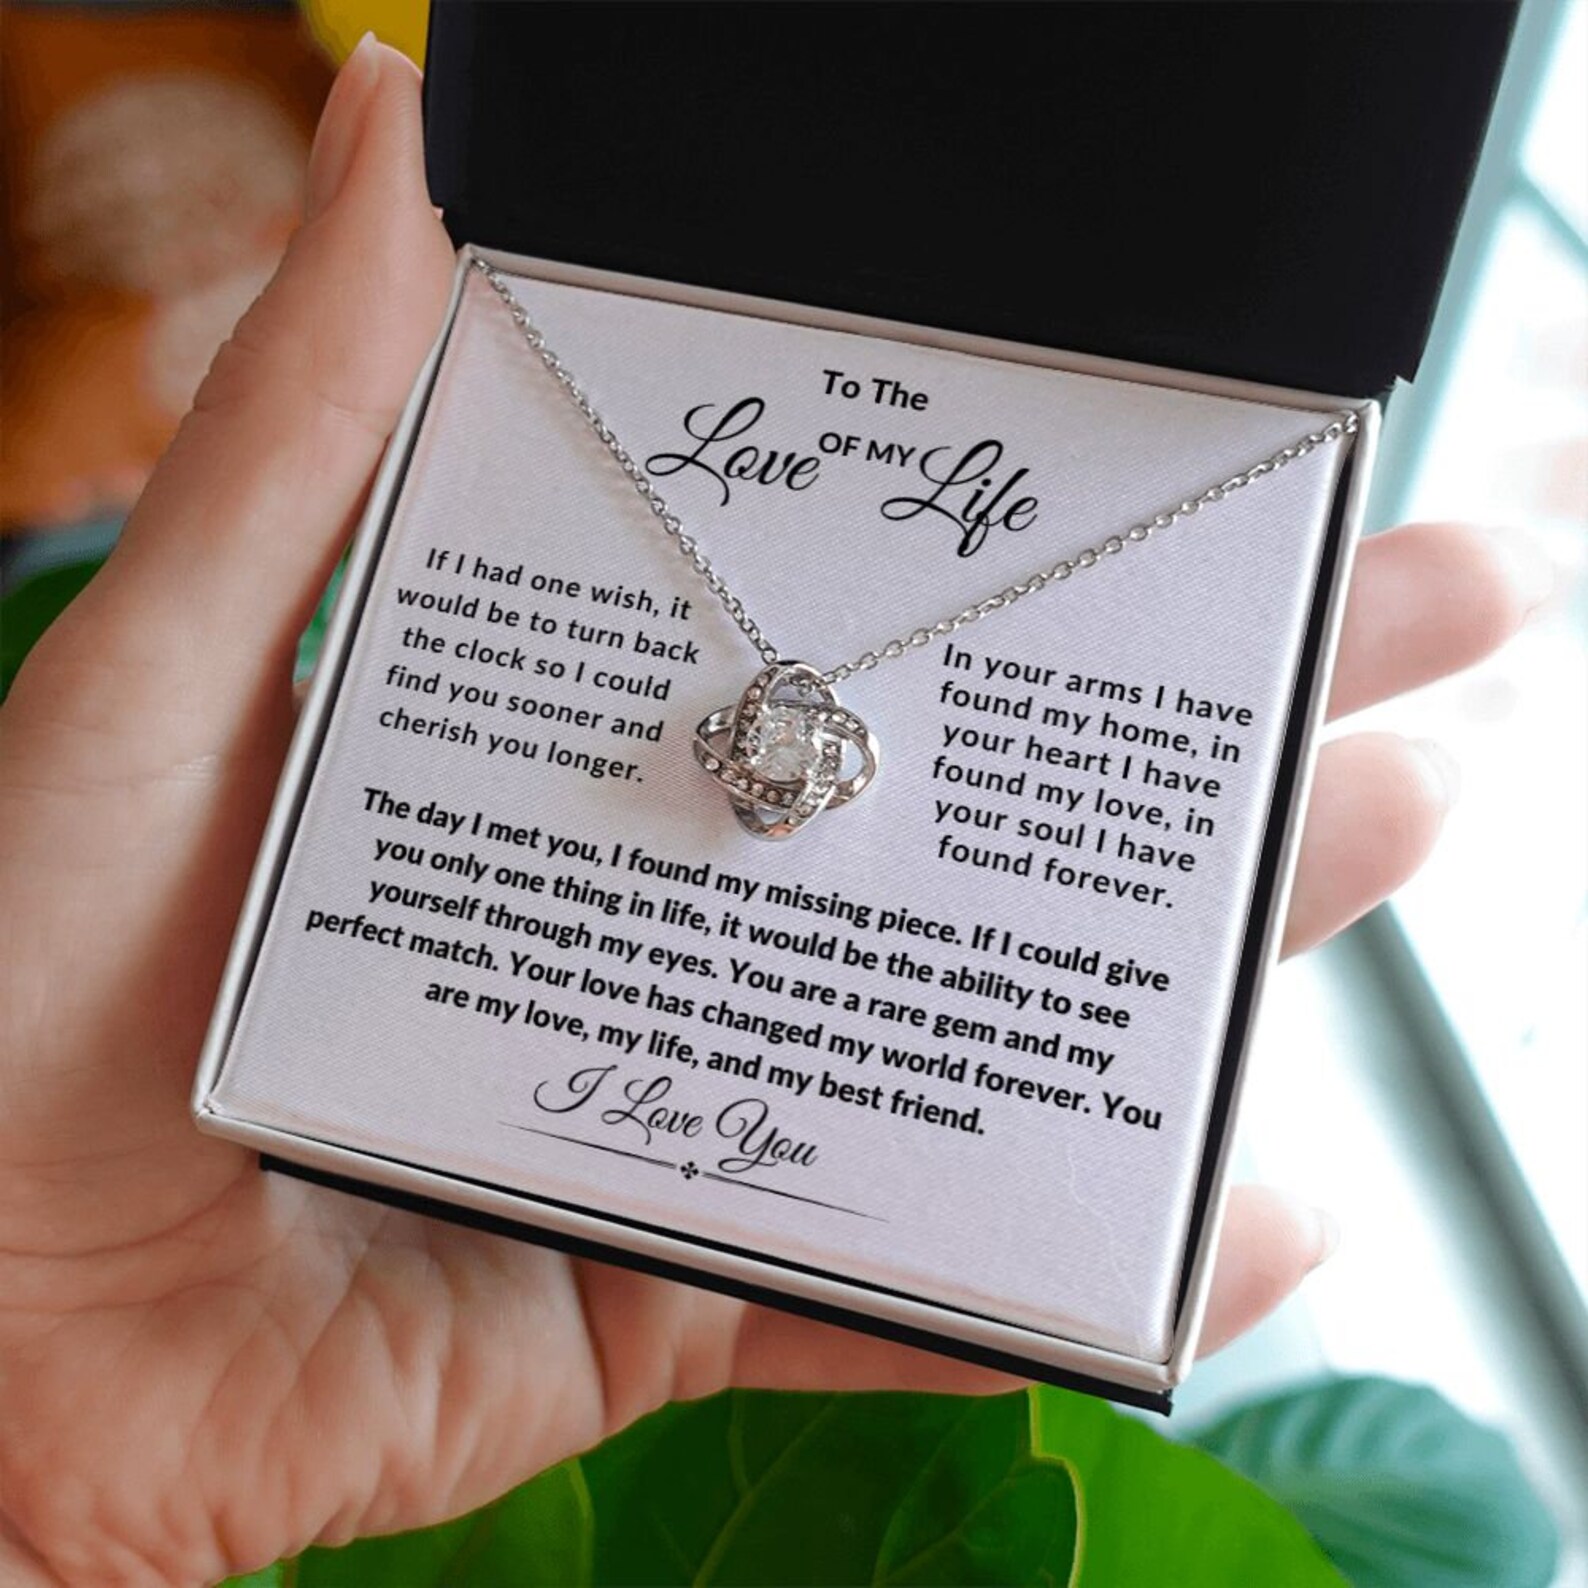 To The
Love OF MY Life
If I had one wish, it
would be to turn back
the clock so I could
find you sooner and
cherish you longer.
In your arms I have
found my home, in
your heart I have
found my love, in
your soul I have
found forever.
The day I met you, I found my missing piece. If I could give
you only one thing in life, it would be the ability to see
yourself through my eyes. You are a rare gem and my
perfect match. Your love has changed my world forever. You
are my love, my life, and my best friend.
I Love You